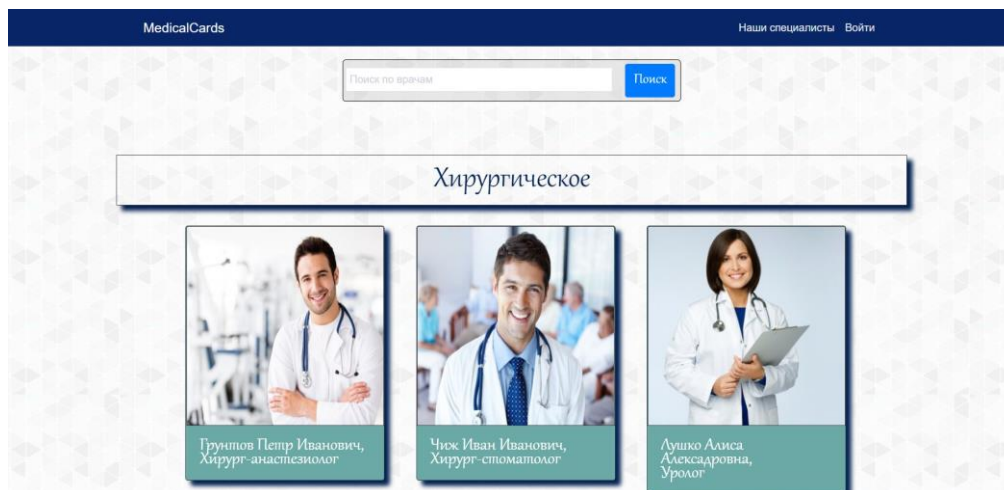 MedicalCards
Наши специалисты Войти
Поиск по врачам
Поиск
Хирургическое
Грунтов Петр Иванович,
Хирург-анастезиолог
Чиж Иван Иванович,
Хирург-стоматолог
Лушко Алиса
Алексадровна,
Уролог